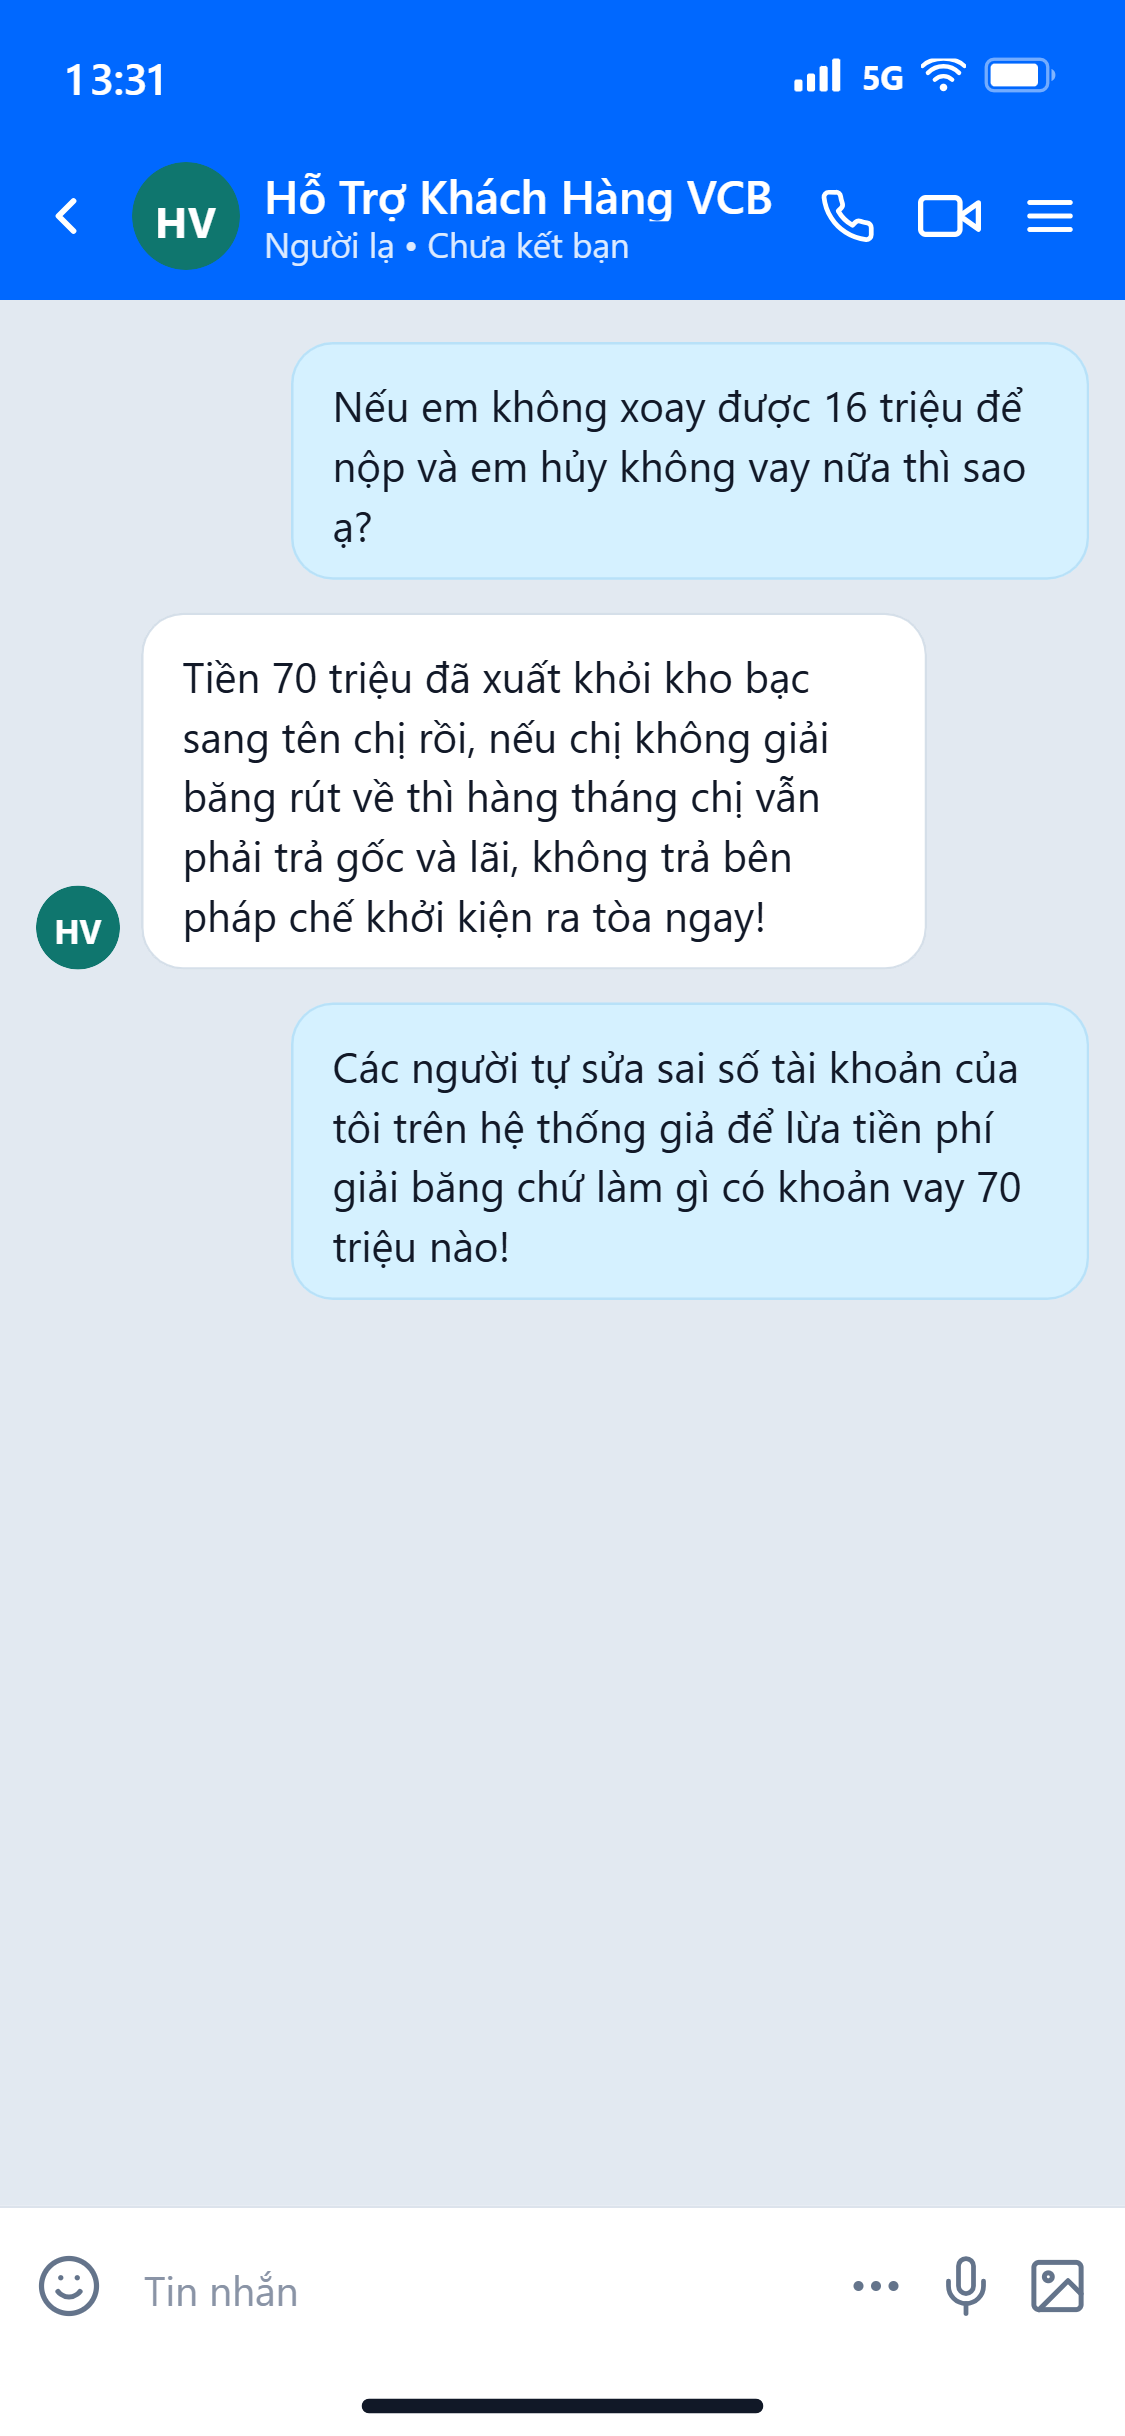 13:31
5G
HV
Hỗ Trợ Khách Hàng VCB
Người lạ • Chưa kết bạn
Nếu em không xoay được 16 triệu để
nộp và em hủy không vay nữa thì sao
ạ?
Tiền 70 triệu đã xuất khỏi kho bạc
sang tên chị rồi, nếu chị không giải
băng rút về thì hàng tháng chị vẫn
phải trả gốc và lãi, không trả bên
pháp chế khởi kiện ra tòa ngay!
HV
Các người tự sửa sai số tài khoản của
tôi trên hệ thống giả để lừa tiền phí
giải băng chứ làm gì có khoản vay 70
triệu nào!
Tin nhắn